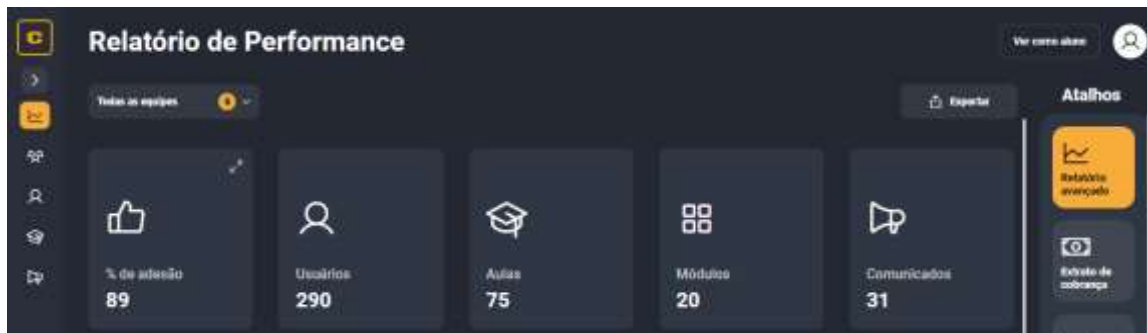 C
Relatório de Performance
Ver como aluno
Todas as equipes
Exportar
Atalhos
Relatório
avançado
% de adesão
89
Usuários
290
Aulas
75
Módulos
20
Comunicados
31
Extrato de
cobrança